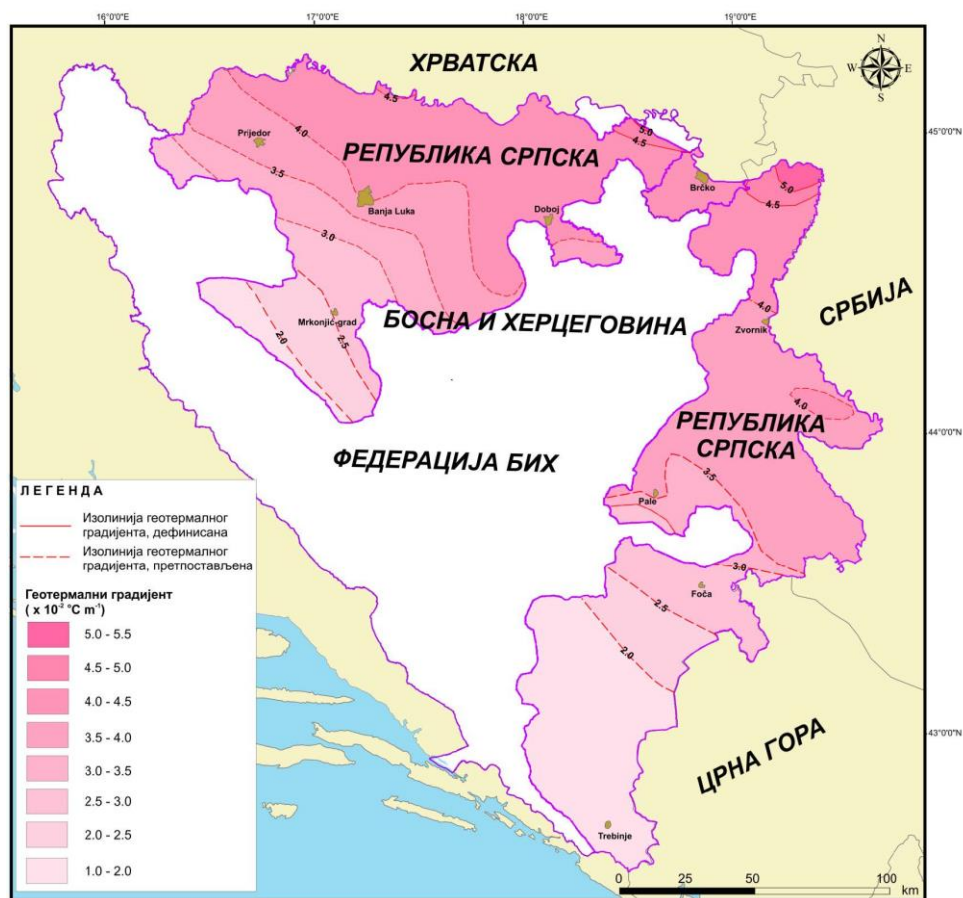 16°0'0"E
17°0'0"E
18°0'0"E
19°0'0"E
ХРВАТСКА
N
W
E
S
4.5
5.0
4.5
45°0'0"N
Prijedor
4.0
РЕПУБЛИКА СРПСКА
3.5
Brčko
5.0
4.5
Banja Luka
Doboj
3.0
СРБИЈА
4.0
Zvornik
Mrkonjić-grad
БОСНА И ХЕРЦЕГОВИНА
2.0
2.5
4.0
РЕПУБЛИКА
СРПСКА
44°0'0"N
ФЕДЕРАЦИЈА БИХ
3.5
Pale
3.0
Foča
2.5
2.0
43°0'0"N
ЦРНА ГОРА
Trebinje
ЛЕГЕНДА
Изолинија геотермалног
градијента, дефинисана
Изолинија геотермалног
градијента, претпостављена
Геотермални градијент
( x 10⁻² °C m⁻¹)
5.0 - 5.5
4.5 - 5.0
4.0 - 4.5
3.5 - 4.0
3.0 - 3.5
2.5 - 3.0
2.0 - 2.5
1.0 - 2.0
0 25 50 100
km